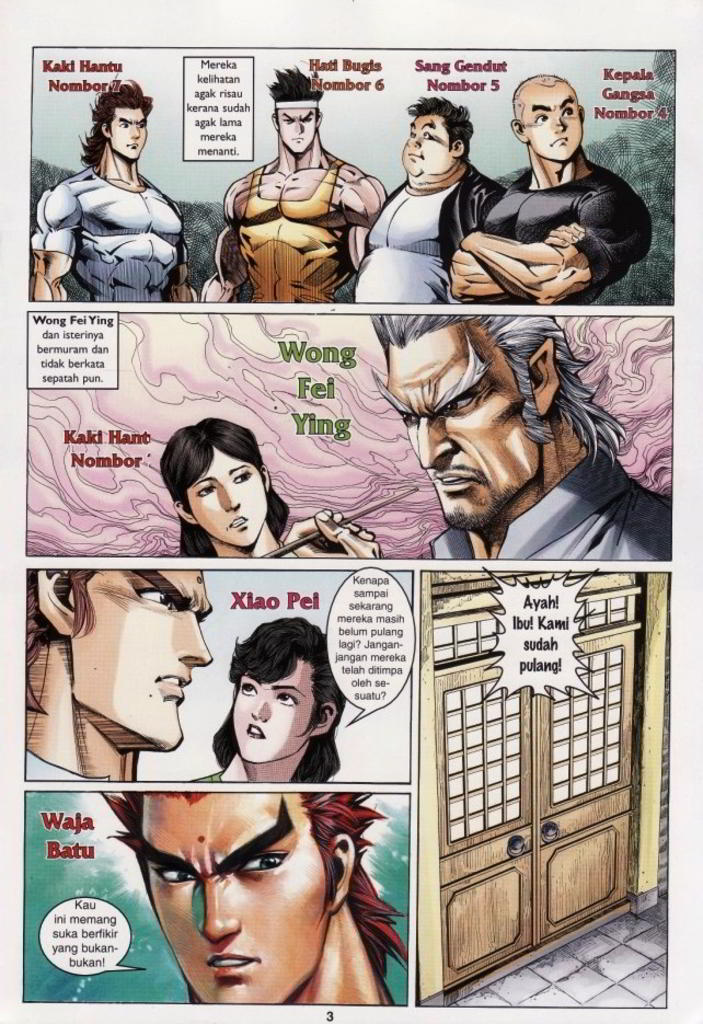 Kaki Hantu
Nombor 7
Mereka
kelihatan
agak risau
kerana sudah
agak lama
mereka
menanti.
Hati Bugis
Nombor 6
Sang Gendut
Nombor 5
Kepala
Gangsa
Nombor 4
Wong Fei Ying
dan isterinya
bermuram dan
tidak berkata
sepatah pun.
Wong
Fei
Ying
Kaki Hant
Nombor
Xiao Pei
Kenapa
sampai
sekarang
mereka masih
belum pulang
lagi? Jangan-
jangan mereka
telah ditimpa
oleh se-
suatu?
Ayah!
Ibu! Kami
sudah
pulang!
Waja
Batu
Kau
ini memang
suka berfikir
yang bukan-
bukan!
3